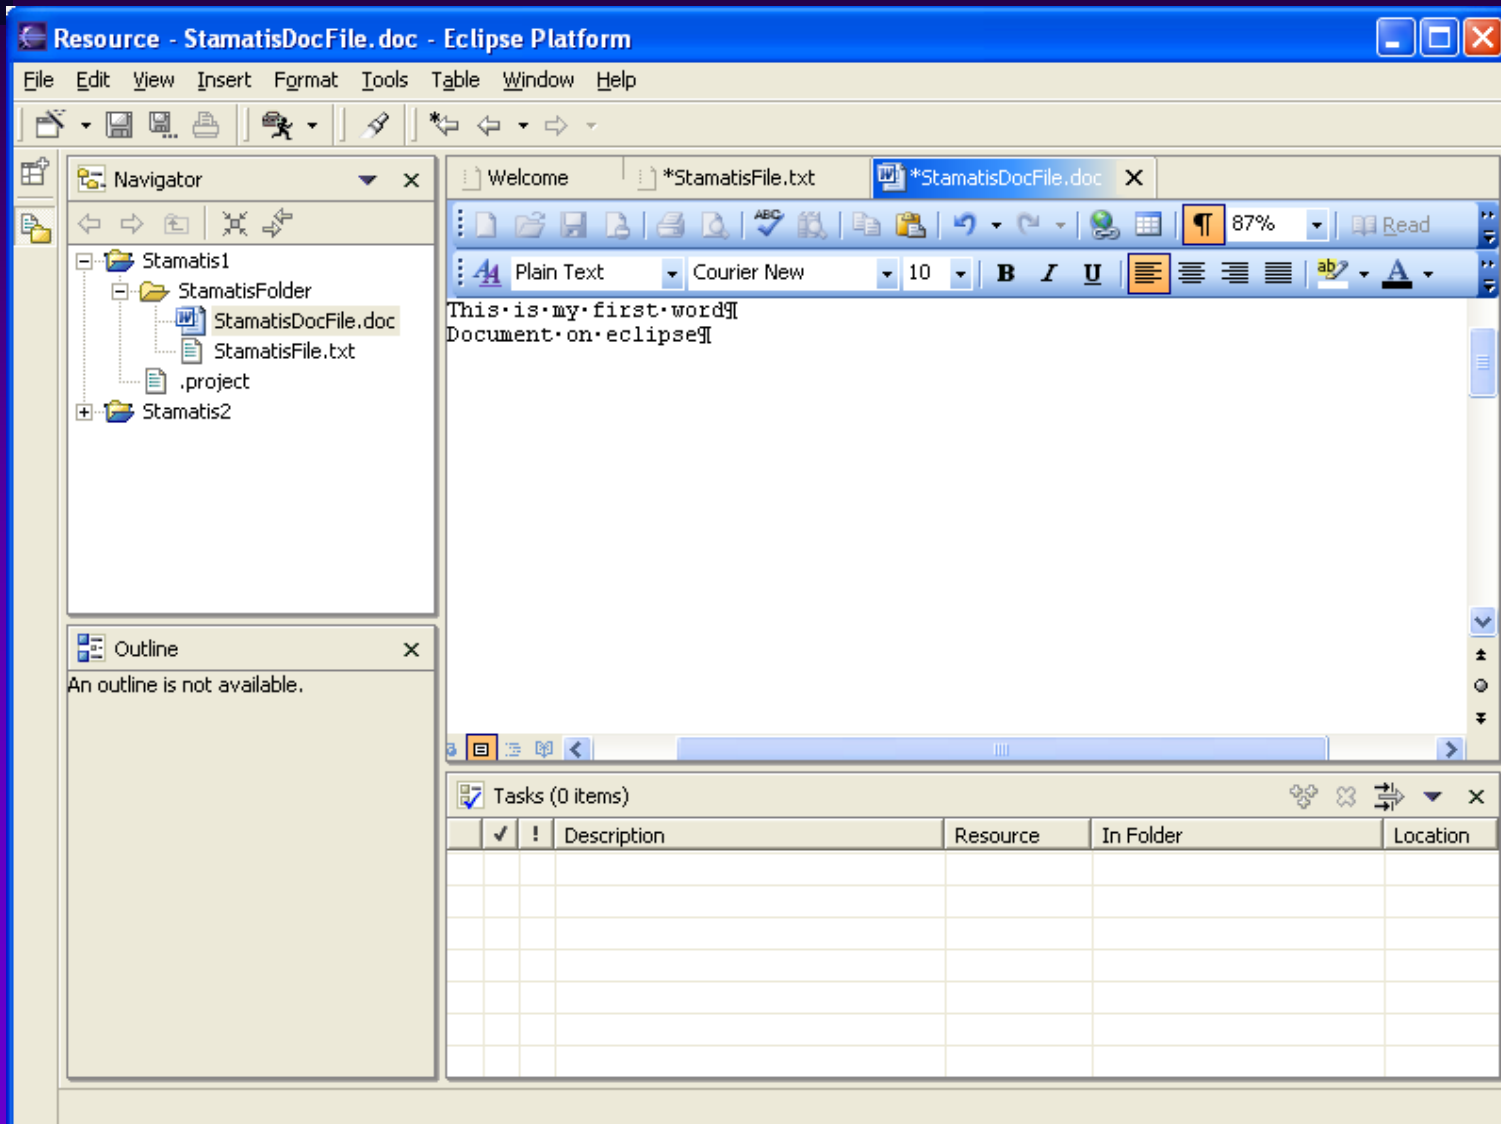 Resource - StamatisDocFile.doc - Eclipse Platform
File Edit View Insert Format Tools Table Window Help
Navigator
Welcome *StamatisFile.txt *StamatisDocFile.doc
ABC 87% Read
Plain Text Courier New 10 B I U ab A
Stamatis1
StamatisFolder
StamatisDocFile.doc
StamatisFile.txt
.project
Stamatis2
This·is·my·first·word¶
Document·on·eclipse¶
Outline
An outline is not available.
Tasks (0 items)
! Description Resource In Folder Location